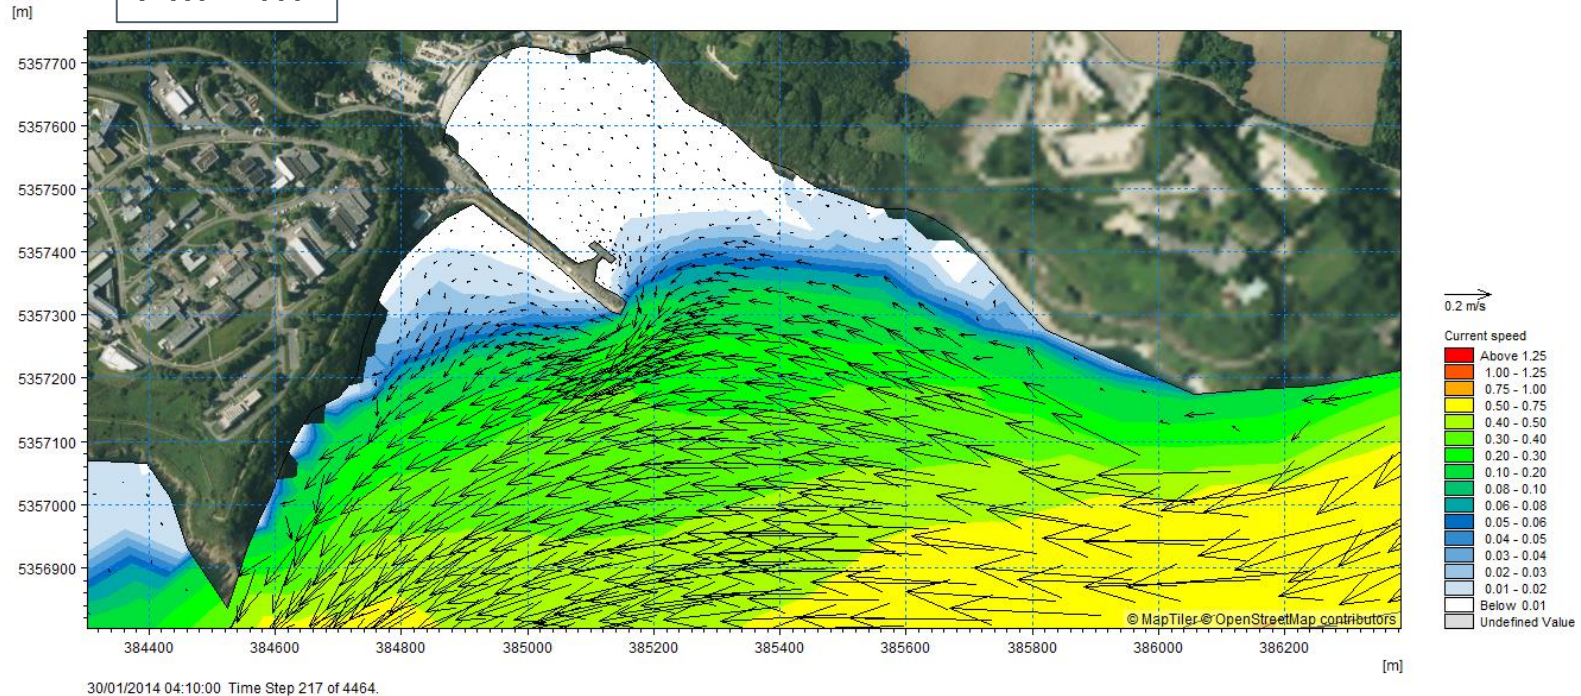 [m]
5357700
5357600
5357500
5357400
5357300
5357200
5357100
5357000
5356900
384400 384600 384800 385000 385200 385400 385600 385800 386000 386200
[m]
© MapTiler © OpenStreetMap contributors
0.2 m/s
Current speed
Above 1.25
1.00 - 1.25
0.75 - 1.00
0.50 - 0.75
0.40 - 0.50
0.30 - 0.40
0.20 - 0.30
0.10 - 0.20
0.08 - 0.10
0.06 - 0.08
0.05 - 0.06
0.04 - 0.05
0.03 - 0.04
0.02 - 0.03
0.01 - 0.02
Below 0.01
Undefined Value
30/01/2014 04:10:00 Time Step 217 of 4464.